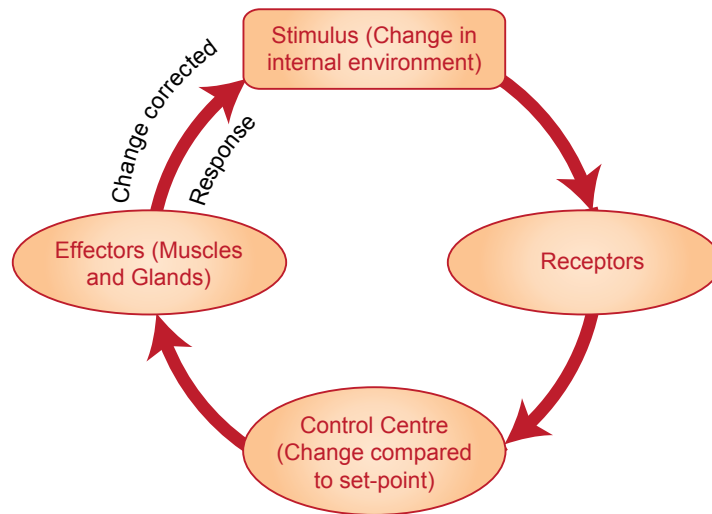 Stimulus (Change in
internal environment)
Change corrected
Response
Effectors (Muscles
and Glands)
Receptors
Control Centre
(Change compared
to set-point)